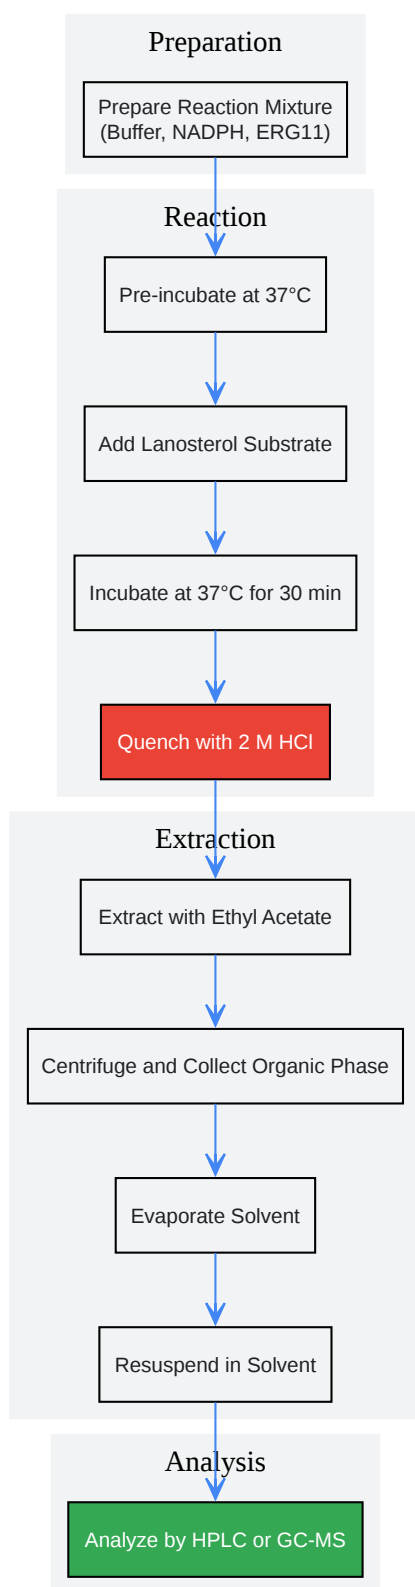 Preparation
Prepare Reaction Mixture
(Buffer, NADPH, ERG11)
Reaction
Pre-incubate at 37°C
Add Lanosterol Substrate
Incubate at 37°C for 30 min
Quench with 2 M HCl
Extraction
Extract with Ethyl Acetate
Centrifuge and Collect Organic Phase
Evaporate Solvent
Resuspend in Solvent
Analysis
Analyze by HPLC or GC-MS